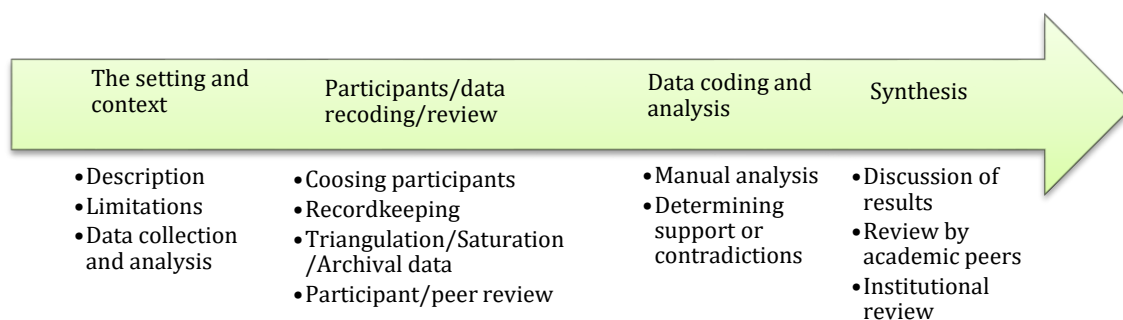 The setting and
context
Participants/data
recoding/review
Data coding and
analysis
Synthesis
•Description
•Limitations
•Data collection
and analysis
•Coosing participants
•Recordkeeping
•Triangulation/Saturation
/Archival data
•Participant/peer review
•Manual analysis
•Determining
support or
contradictions
•Discussion of
results
•Review by
academic peers
•Institutional
review